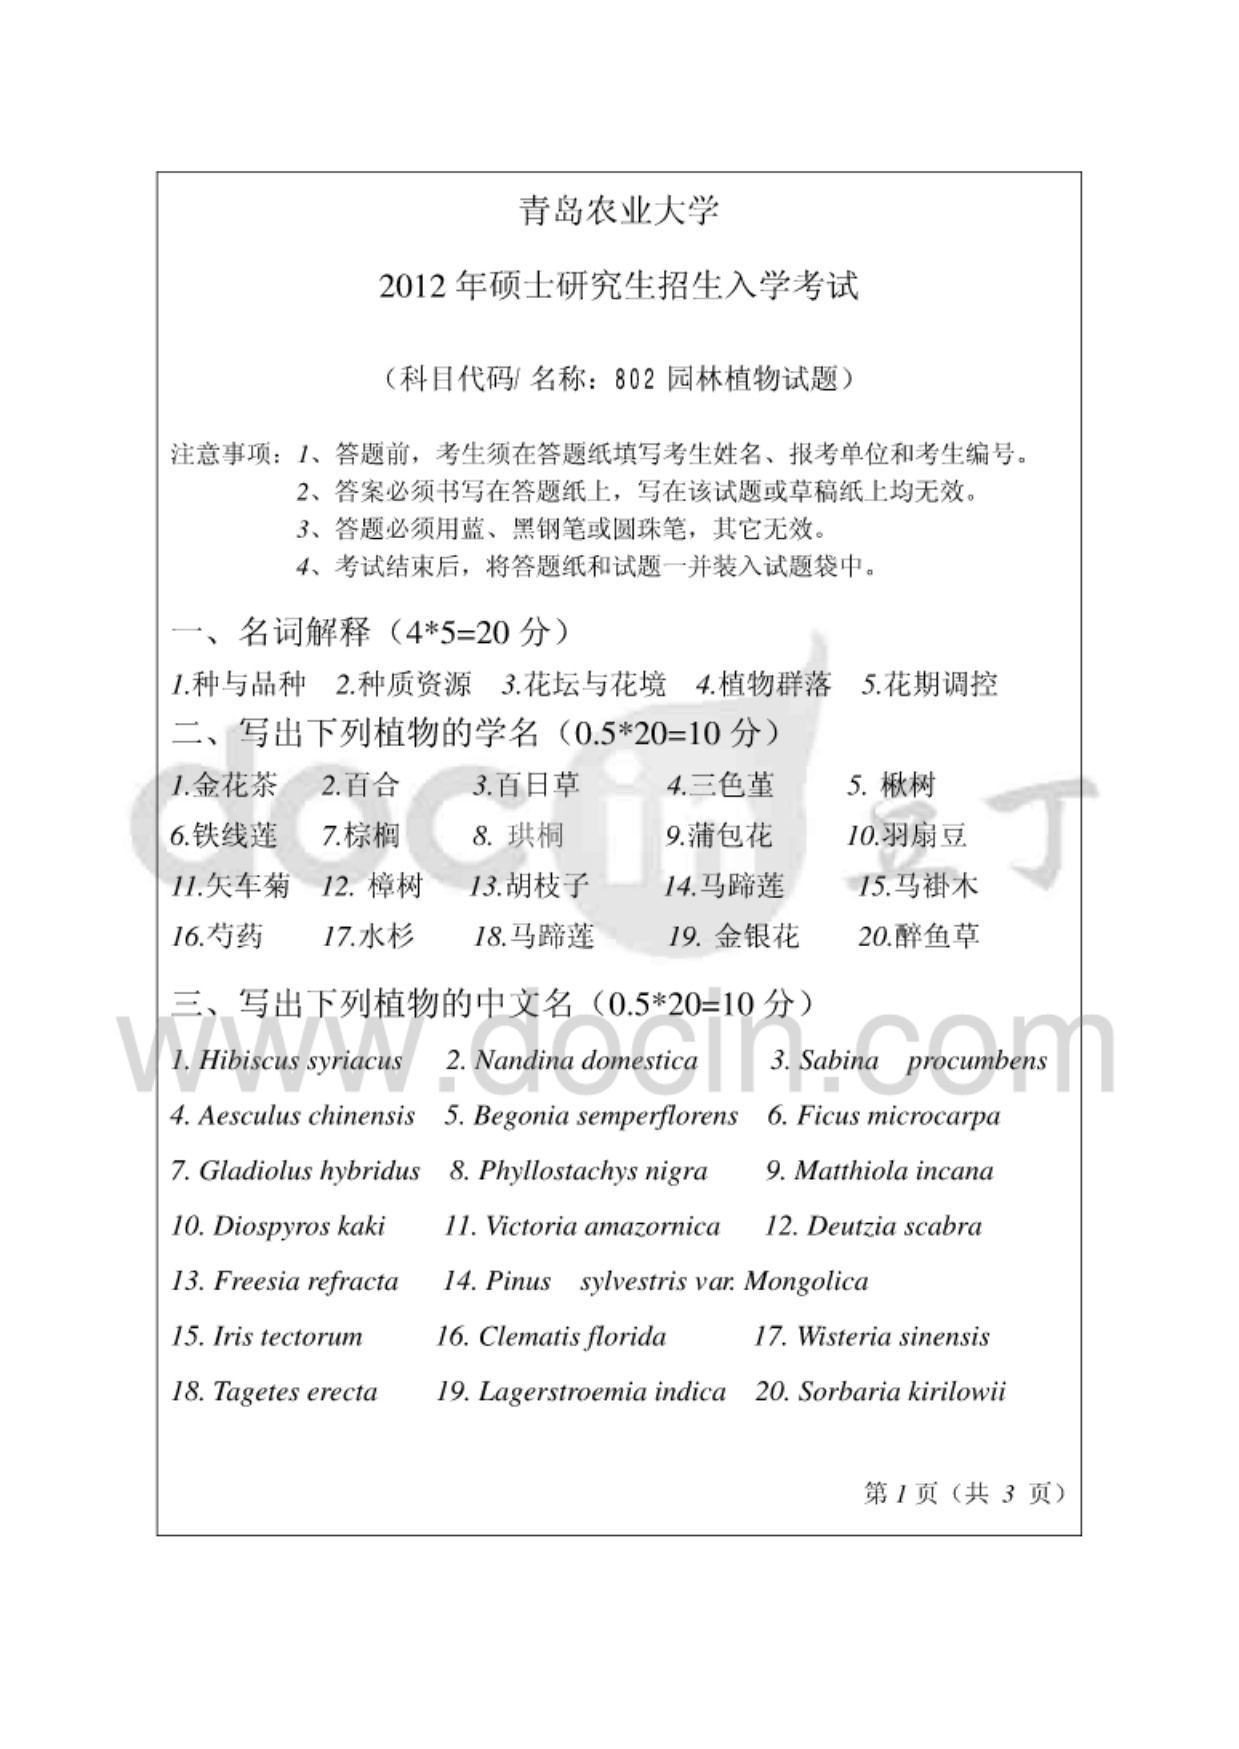 青岛农业大学
2012 年硕士研究生招生入学考试
（科目代码/ 名称：802 园林植物试题）
注意事项：1、答题前，考生须在答题纸填写考生姓名、报考单位和考生编号。
2、答案必须书写在答题纸上，写在该试题或草稿纸上均无效。
3、答题必须用蓝、黑钢笔或圆珠笔，其它无效。
4、考试结束后，将答题纸和试题一并装入试题袋中。
一、名词解释（4*5=20 分）
1.种与品种 2.种质资源 3.花坛与花境 4.植物群落 5.花期调控
二、写出下列植物的学名（0.5*20=10 分）
1.金花茶 2.百合 3.百日草 4.三色堇 5. 楸树
6.铁线莲 7.棕榈 8. 珙桐 9.蒲包花 10.羽扇豆
11.矢车菊 12. 樟树 13.胡枝子 14.马蹄莲 15.马褂木
16.芍药 17.水杉 18.马蹄莲 19. 金银花 20.醉鱼草
三、写出下列植物的中文名（0.5*20=10 分）
1. Hibiscus syriacus 2. Nandina domestica 3. Sabina procumbens
4. Aesculus chinensis 5. Begonia semperflorens 6. Ficus microcarpa
7. Gladiolus hybridus 8. Phyllostachys nigra 9. Matthiola incana
10. Diospyros kaki 11. Victoria amazornica 12. Deutzia scabra
13. Freesia refracta 14. Pinus sylvestris var. Mongolica
15. Iris tectorum 16. Clematis florida 17. Wisteria sinensis
18. Tagetes erecta 19. Lagerstroemia indica 20. Sorbaria kirilowii
第 1 页（共 3 页）
docin 豆丁
www.docin.com